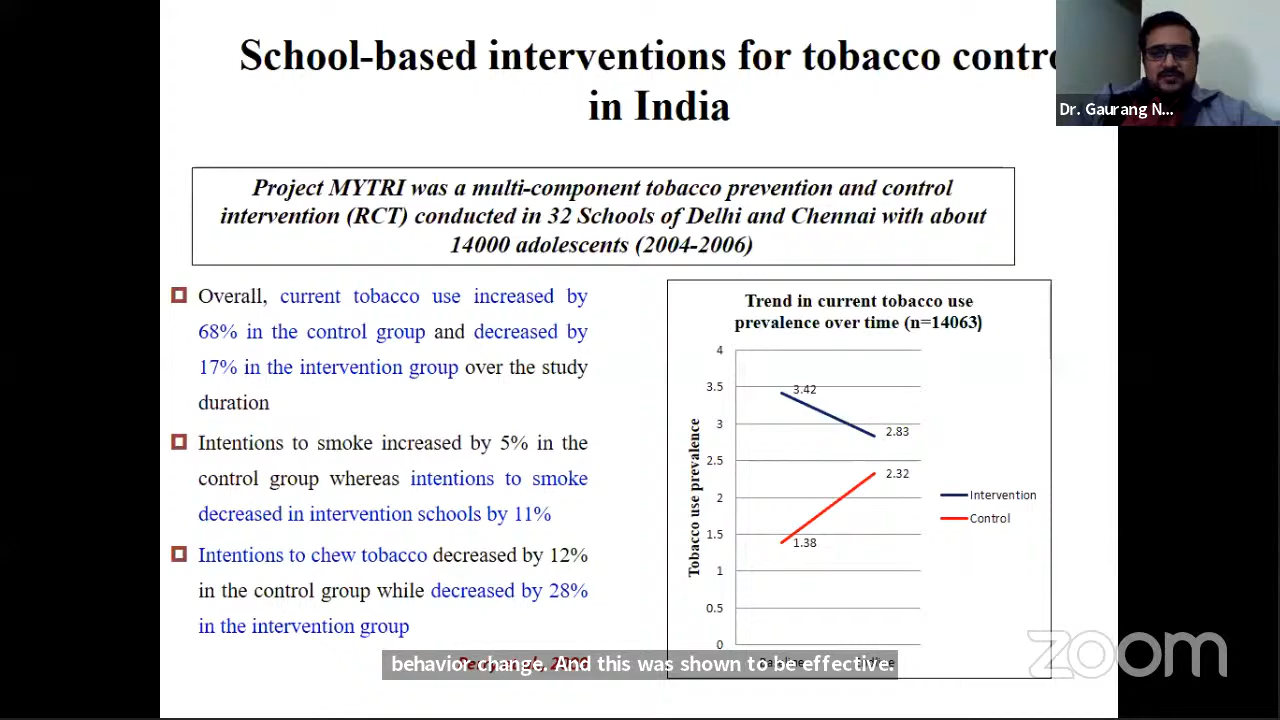 School-based interventions for tobacco contro
in India
Dr. Gaurang N...
Project MYTRI was a multi-component tobacco prevention and control
intervention (RCT) conducted in 32 Schools of Delhi and Chennai with about
14000 adolescents (2004-2006)
Overall, current tobacco use increased by
68% in the control group and decreased by
17% in the intervention group over the study
duration
Intentions to smoke increased by 5% in the
control group whereas intentions to smoke
decreased in intervention schools by 11%
Intentions to chew tobacco decreased by 12%
in the control group while decreased by 28%
in the intervention group
Trend in current tobacco use
prevalence over time (n=14063)
Tobacco use prevalence
4
3.5
3
2.5
2
1.5
1
0.5
0
3.42
2.83
2.32
1.38
Intervention
Control
behavior change. And this was shown to be effective.
zoom